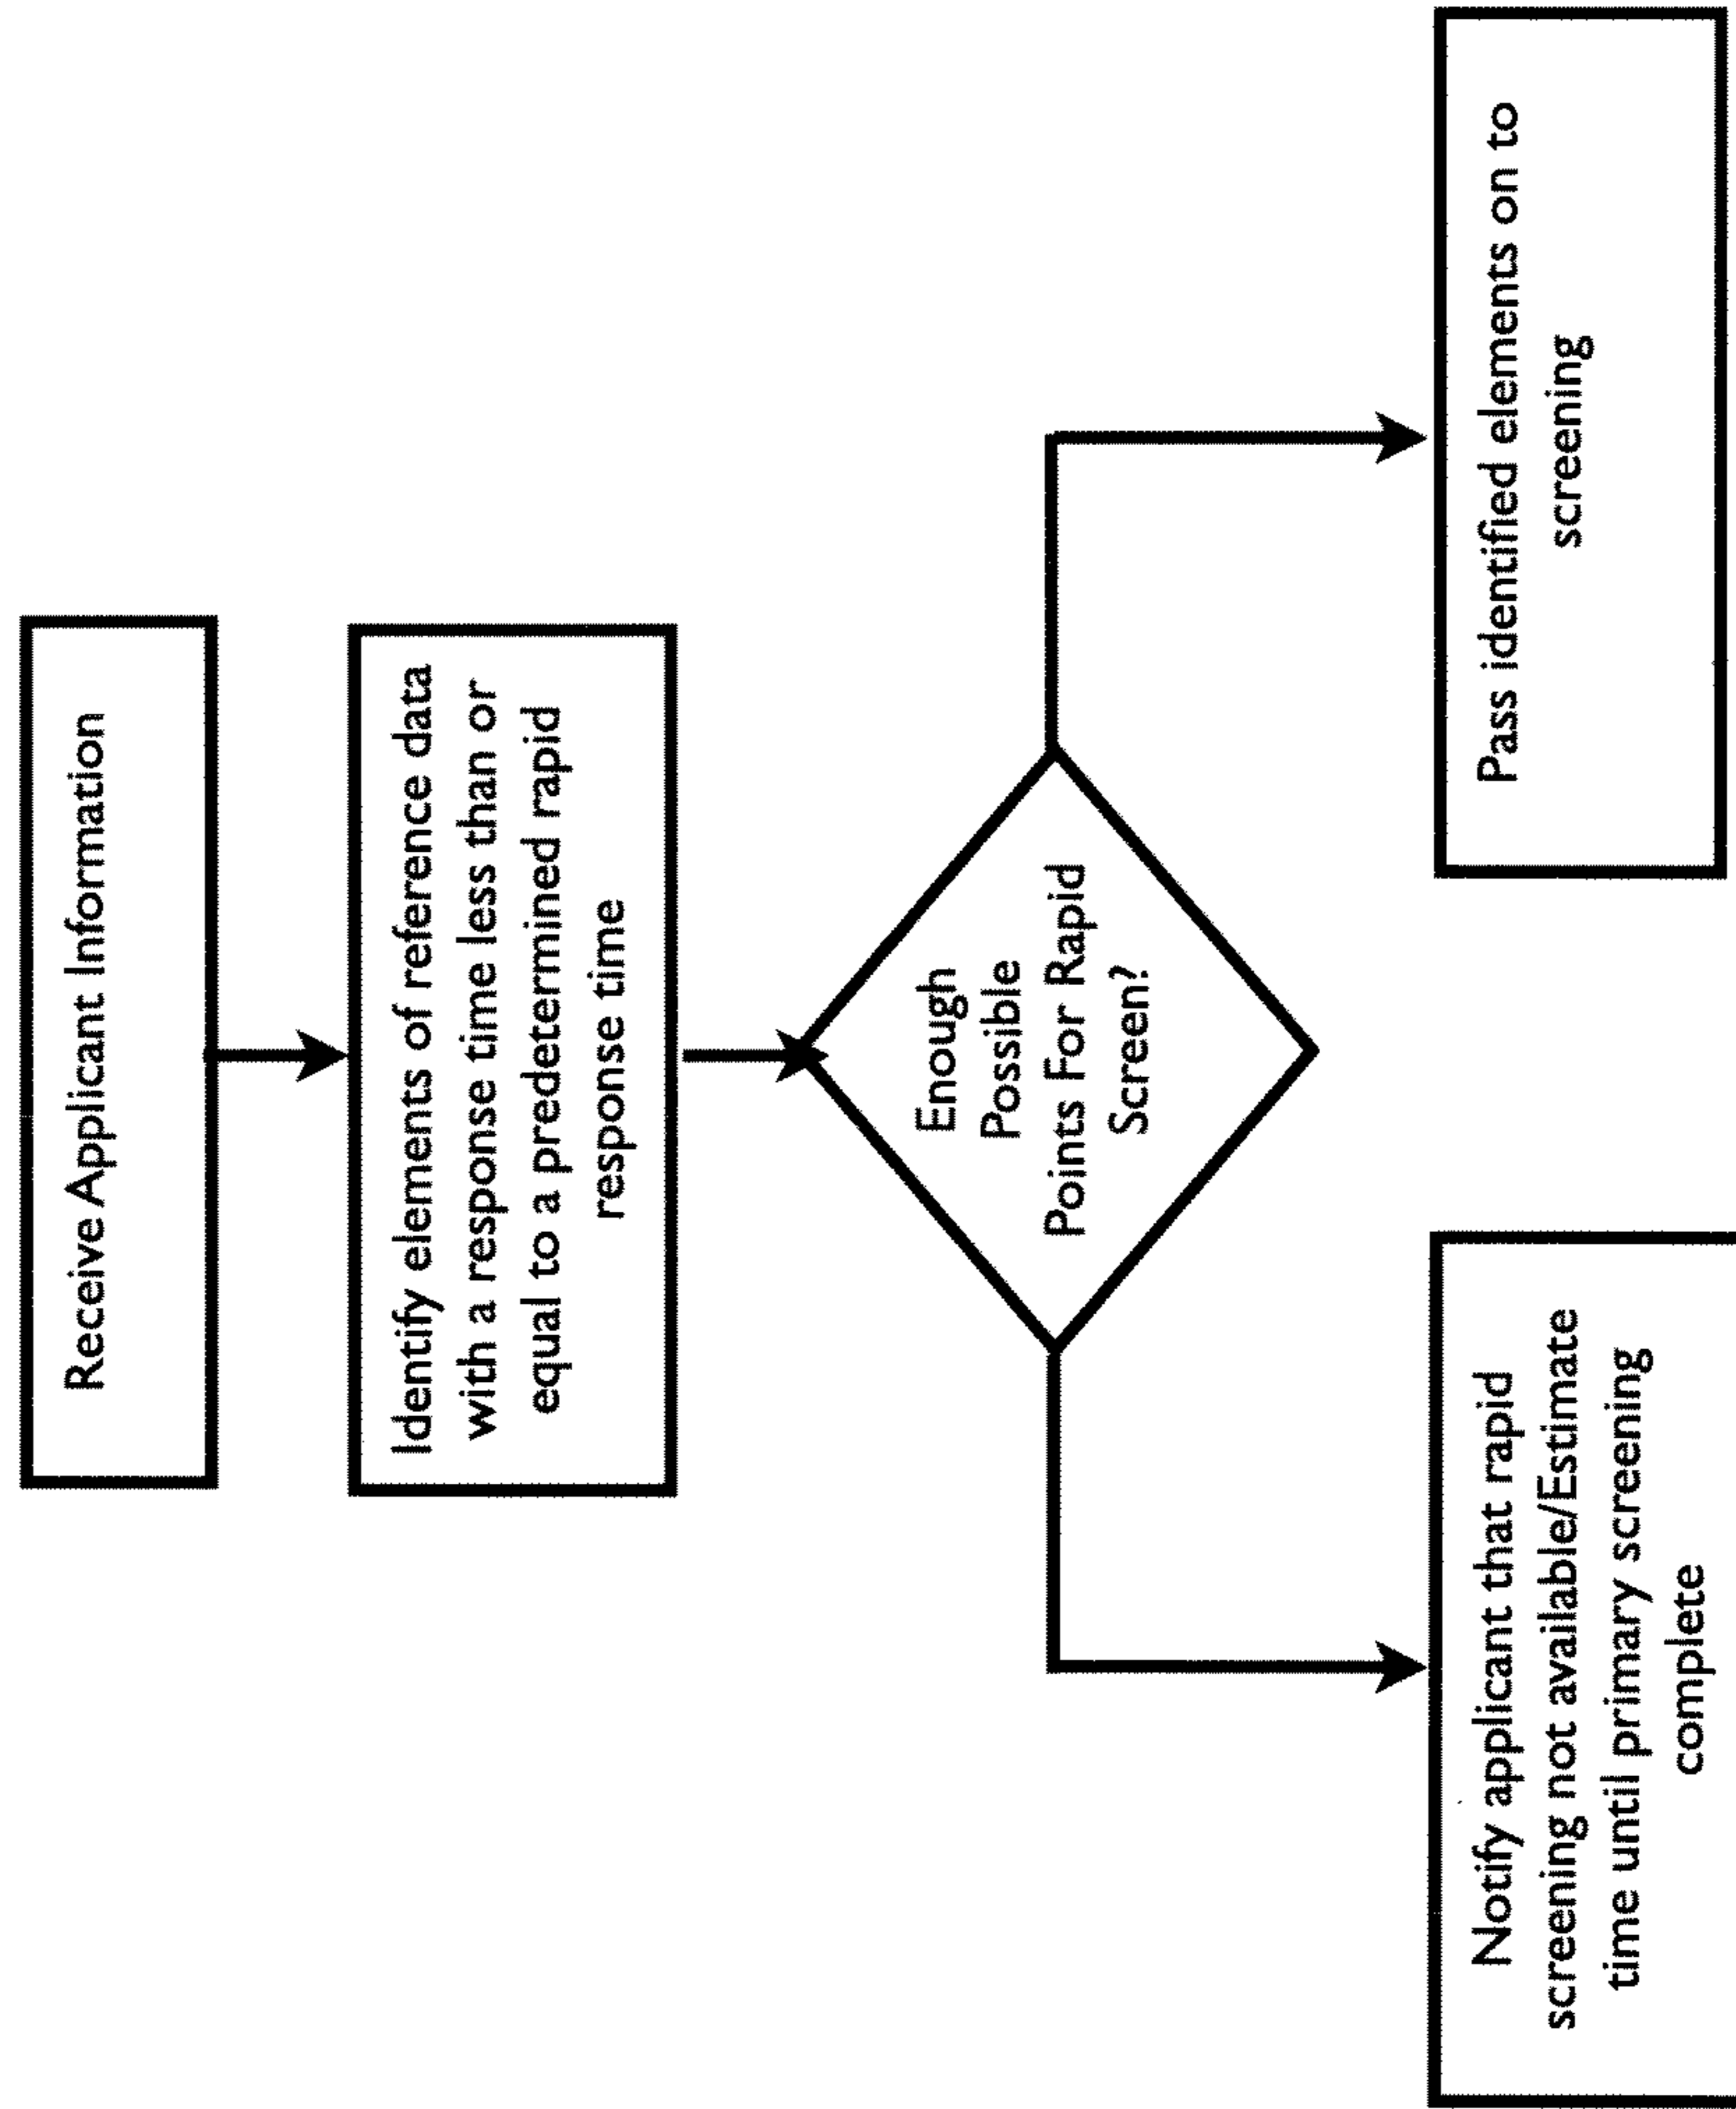 Receive Applicant Information
Identify elements of reference data
with a response time less than or
equal to a predetermined rapid
response time
Enough
Possible
Points For Rapid
Screen?
Notify applicant that rapid
screening not available/Estimate
time until primary screening
complete
Pass identified elements on to
screening